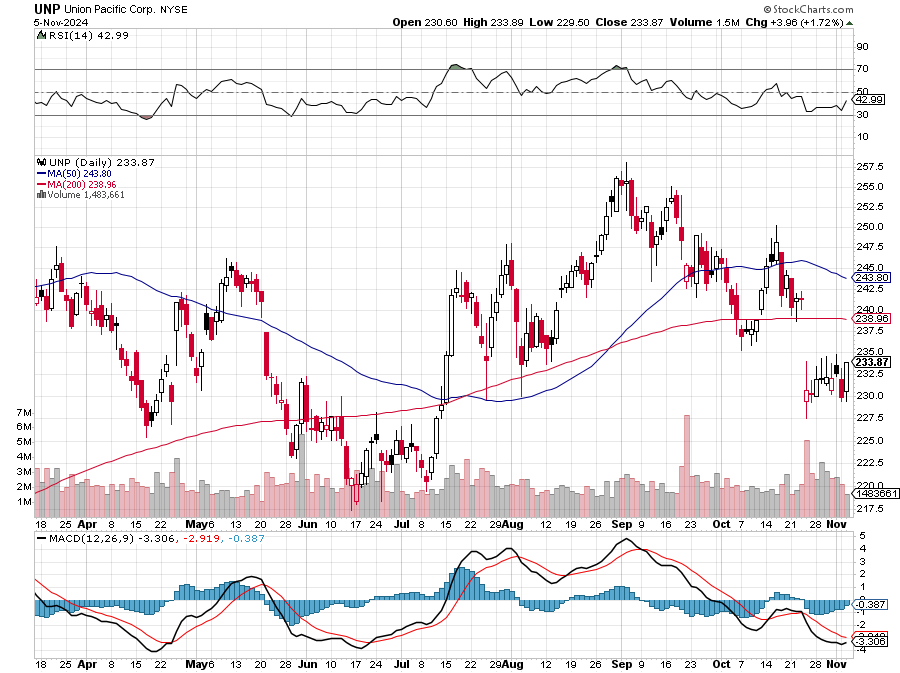 UNP Union Pacific Corp. NYSE
© StockCharts.com
5-Nov-2024
Open 230.60 High 233.89 Low 229.50 Close 233.87 Volume 1.5M Chg +3.96 (+1.72%)
RSI(14) 42.99
90
70
50
42.99
30
10
UNP (Daily) 233.87
MA(50) 243.80
MA(200) 238.96
Volume 1,483,661
257.5
255.0
252.5
250.0
247.5
245.0
243.80
242.5
240.0
238.96
237.5
235.0
233.87
232.5
230.0
227.5
225.0
222.5
220.0
1483661
217.5
7M
6M
5M
4M
3M
2M
1M
18 25 Apr 8 15 22 May 6 13 20 28 Jun 10 17 24 Jul 8 15 22 29 Aug 12 19 26 Sep 9 16 23 Oct 7 14 21 28 Nov
MACD(12,26,9) -3.306, -2.919, -0.387
5
4
3
2
1
-0.387
-1
-2
-3.306
-4
18 25 Apr 8 15 22 May 6 13 20 28 Jun 10 17 24 Jul 8 15 22 29 Aug 12 19 26 Sep 9 16 23 Oct 7 14 21 28 Nov